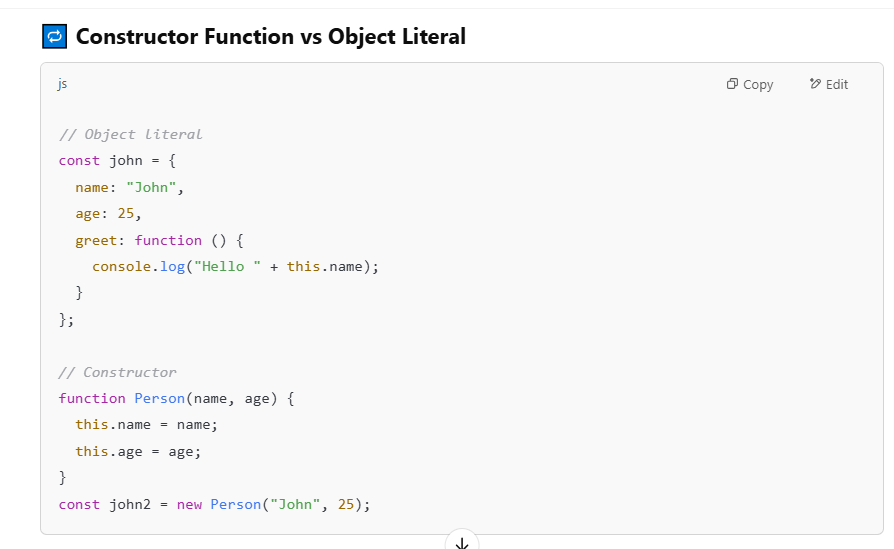 Constructor Function vs Object Literal
js
Copy
Edit
// Object literal
const john = {
  name: "John",
  age: 25,
  greet: function () {
    console.log("Hello " + this.name);
  }
};
// Constructor
function Person(name, age) {
  this.name = name;
  this.age = age;
}
const john2 = new Person("John", 25);